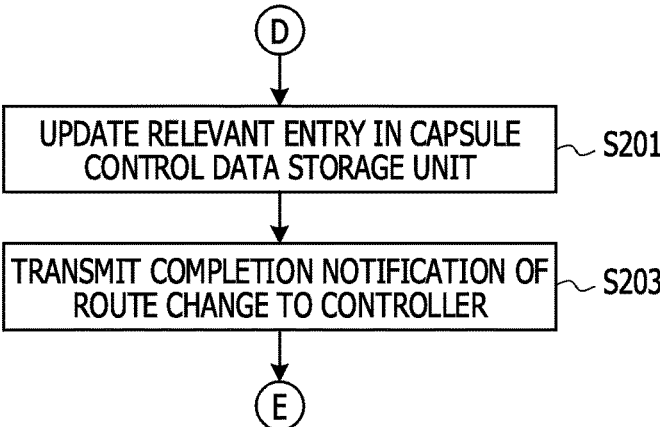 D
UPDATE RELEVANT ENTRY IN CAPSULE
CONTROL DATA STORAGE UNIT
S201
TRANSMIT COMPLETION NOTIFICATION OF
ROUTE CHANGE TO CONTROLLER
S203
E